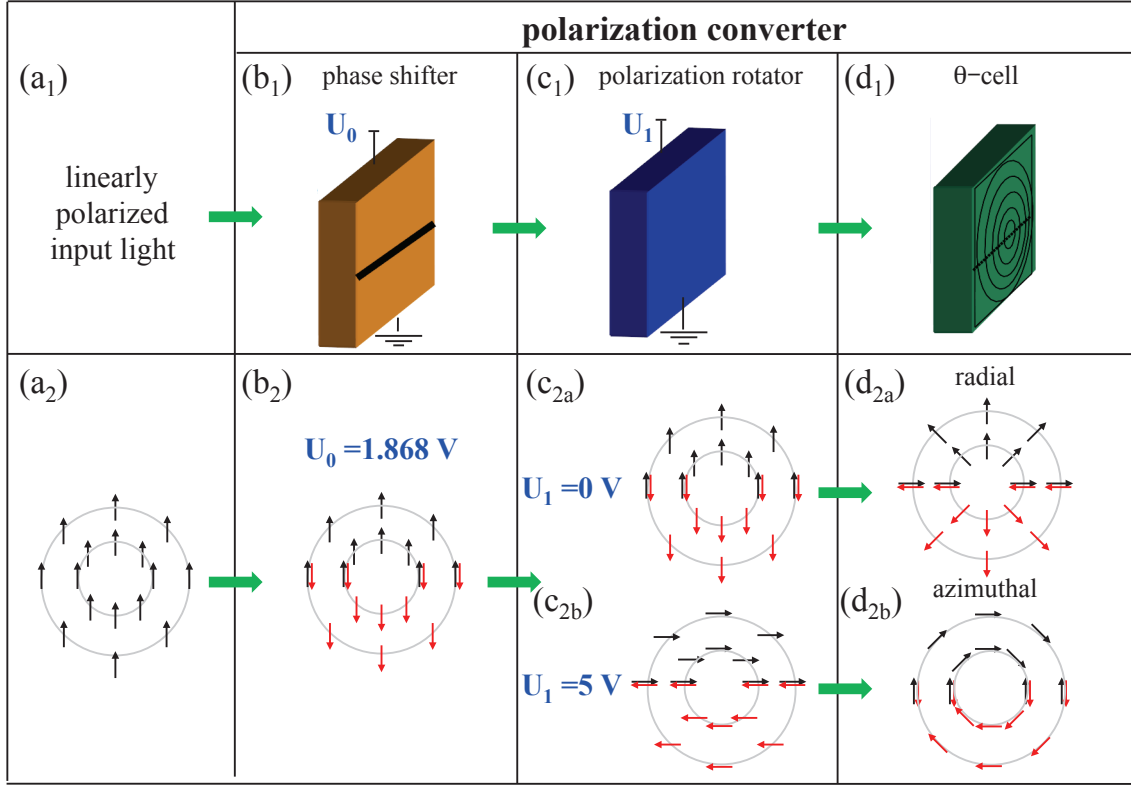 polarization converter
(a₁)
(b₁)
phase shifter
(c₁)
polarization rotator
(d₁)
θ−cell
U₀
U₁
linearly
polarized
input light
(a₂)
(b₂)
(c₂ₐ)
(d₂ₐ)
radial
U₀ =1.868 V
U₁ =0 V
(c₂b)
(d₂b)
azimuthal
U₁ =5 V